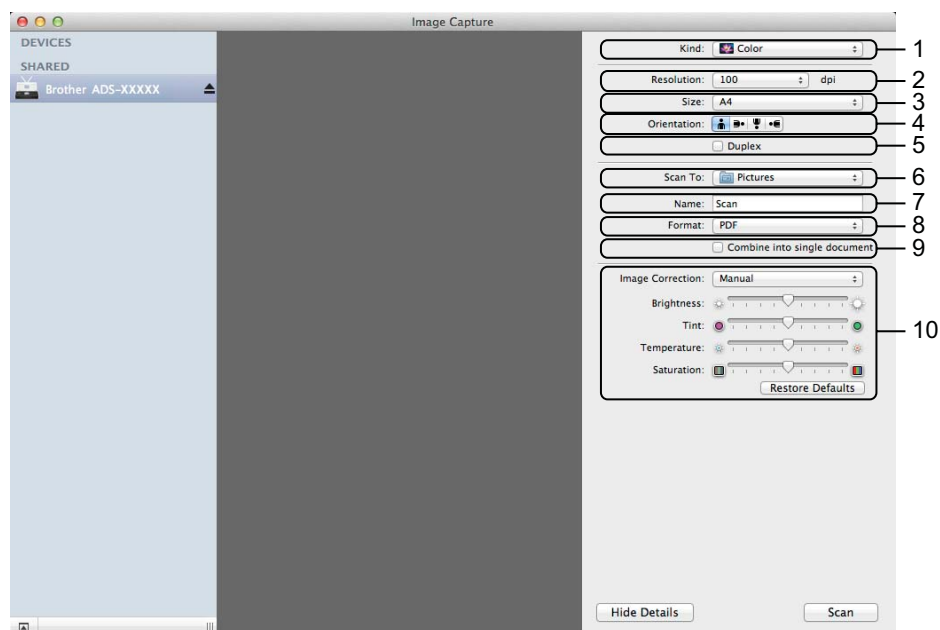 Image Capture
DEVICES
SHARED
Brother ADS-XXXXX
Kind: Color 1
Resolution: 100 dpi 2
Size: A4 3
Orientation: 4
Duplex 5
Scan To: Pictures 6
Name: Scan 7
Format: PDF 8
Combine into single document 9
Image Correction: Manual
Brightness:
Tint: 10
Temperature:
Saturation:
Restore Defaults
Hide Details Scan